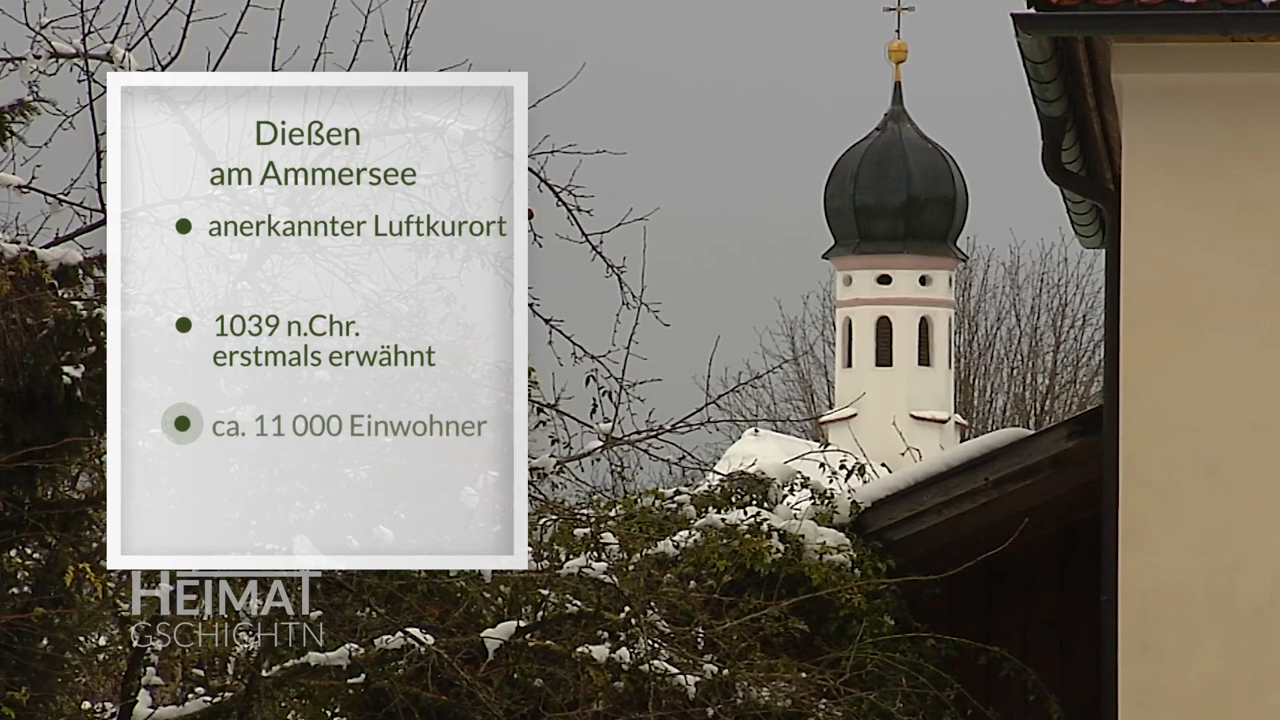 Dießen
am Ammersee
anerkannter Luftkurort
1039 n.Chr.
erstmals erwähnt
ca. 11 000 Einwohner
HEIMAT
GSCHICHTN